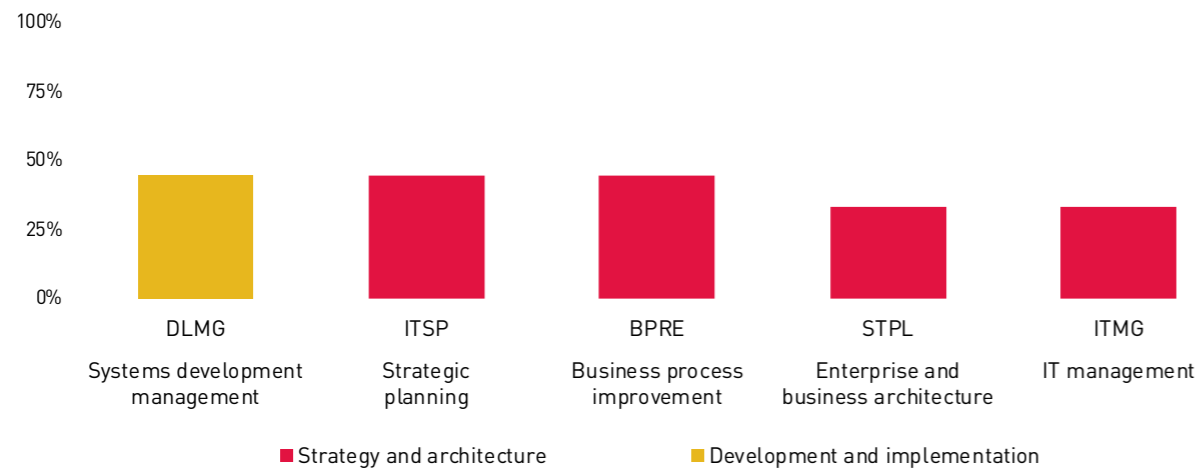 100%
75%
50%
25%
0%
DLMG ITSP BPRE STPL ITMG
Systems development management Strategic planning Business process improvement Enterprise and business architecture IT management
Strategy and architecture Development and implementation